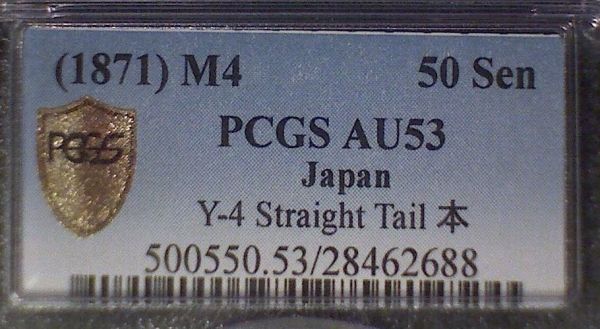 (1871) M4 50 Sen
PCGS
PCGS AU53
Japan
Y-4 Straight Tail 本
500550.53/28462688